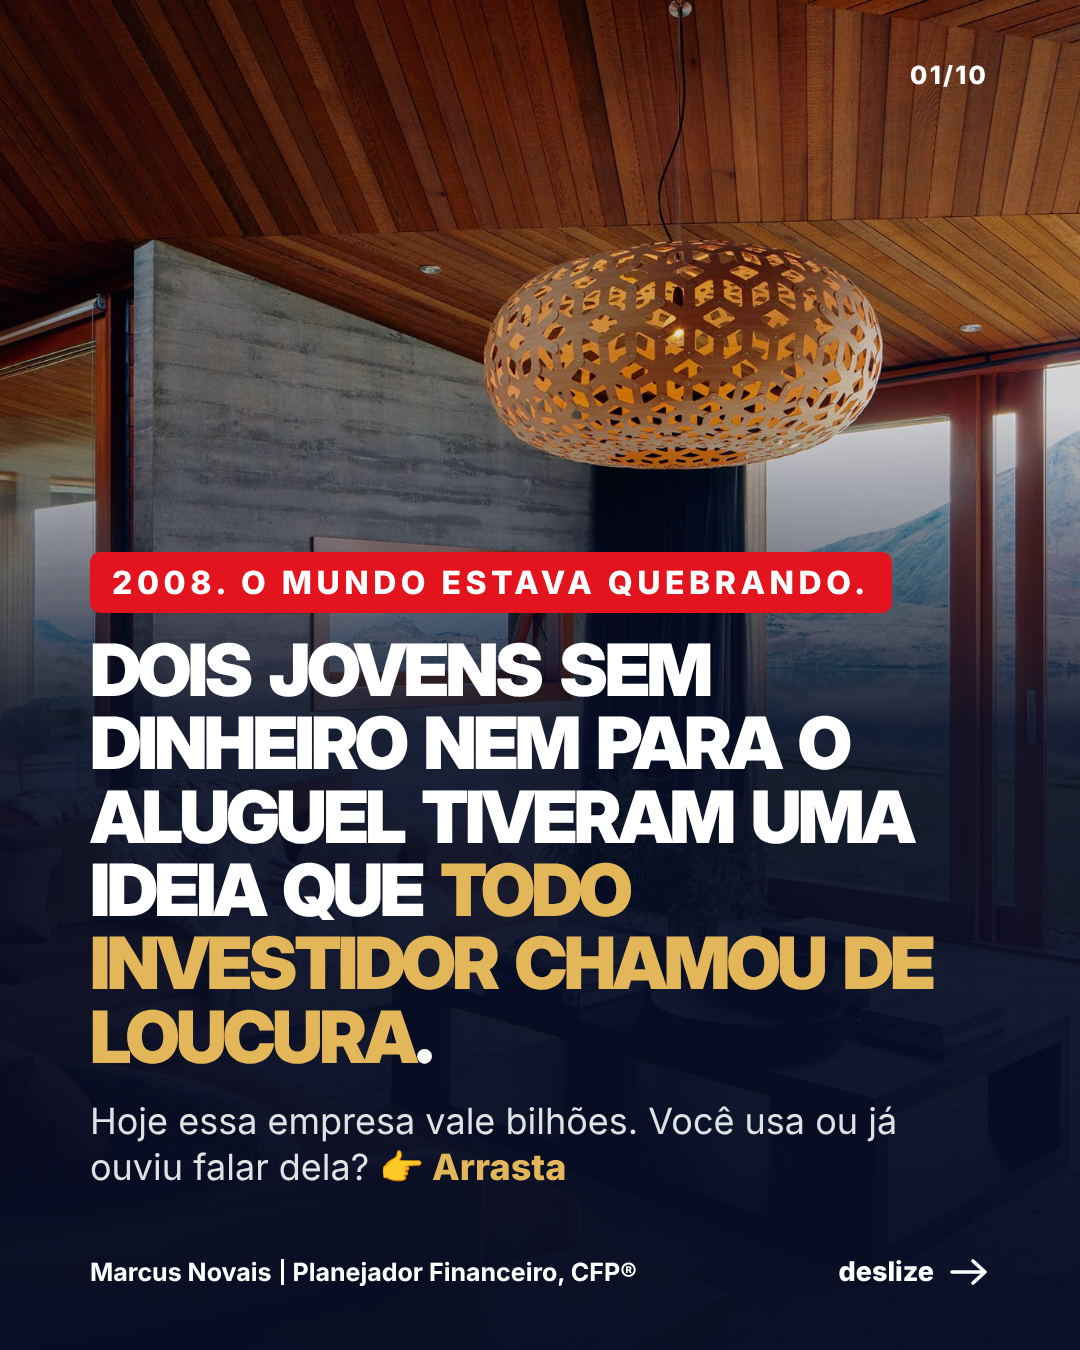 01/10
2008. O MUNDO ESTAVA QUEBRANDO.
DOIS JOVENS SEM
DINHEIRO NEM PARA O
ALUGUEL TIVERAM UMA
IDEIA QUE TODO
INVESTIDOR CHAMOU DE
LOUCURA.
Hoje essa empresa vale bilhões. Você usa ou já
ouviu falar dela? 👉 Arrasta
Marcus Novais | Planejador Financeiro, CFP®
deslize →